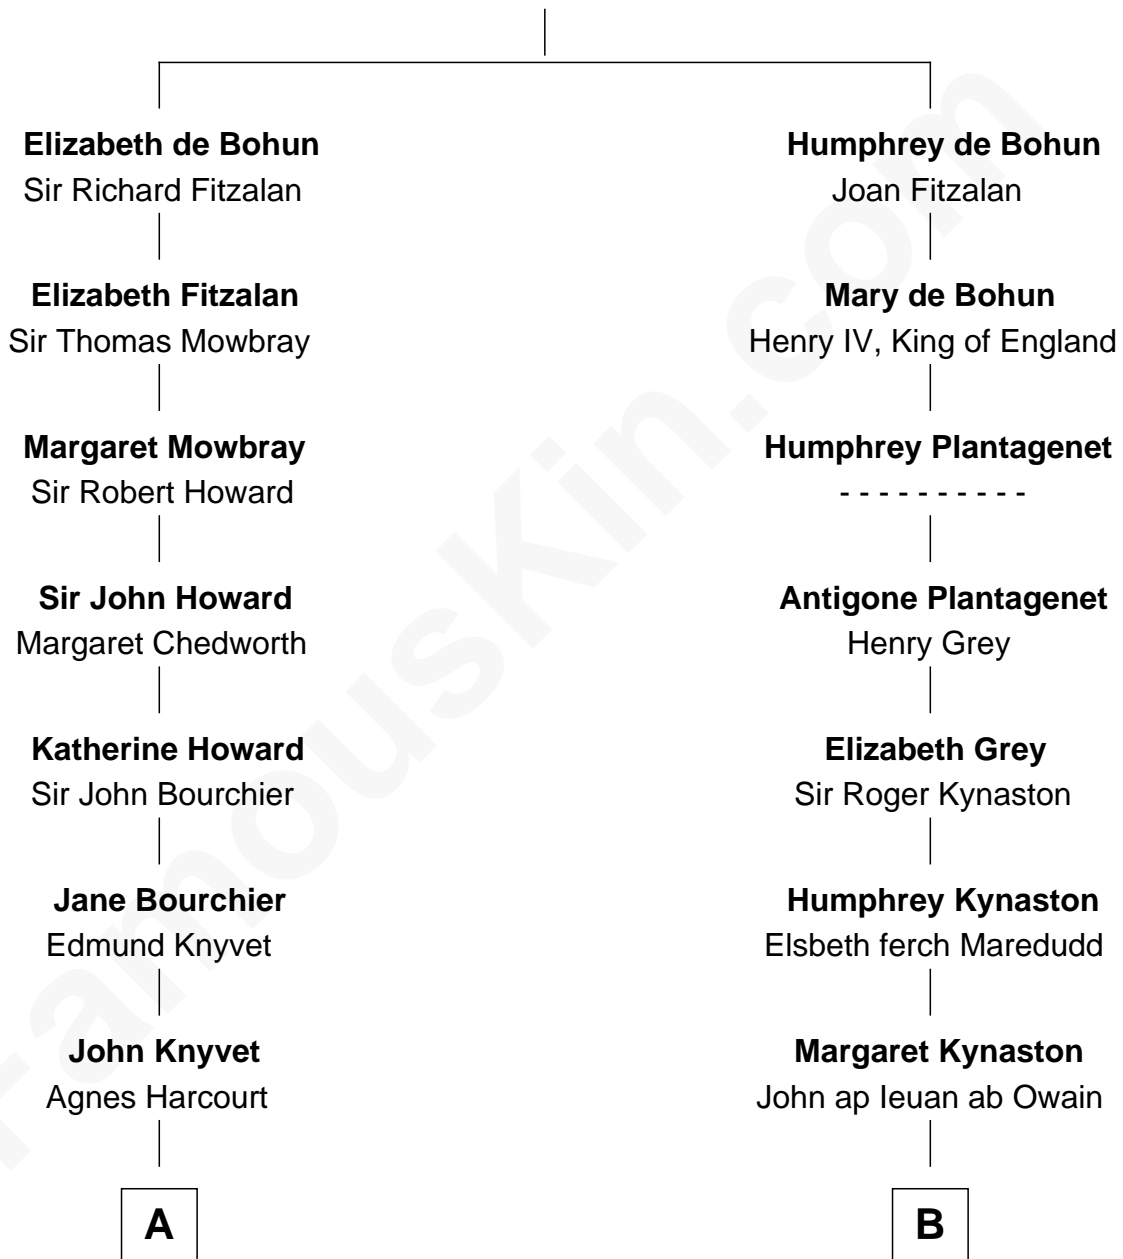 Elizabeth de Bohun
Sir Richard Fitzalan
Elizabeth Fitzalan
Sir Thomas Mowbray
Margaret Mowbray
Sir Robert Howard
Sir John Howard
Margaret Chedworth
Katherine Howard
Sir John Bourchier
Jane Bourchier
Edmund Knyvet
John Knyvet
Agnes Harcourt
A
Humphrey de Bohun
Joan Fitzalan
Mary de Bohun
Henry IV, King of England
Humphrey Plantagenet
- - - - - - - - - -
Antigone Plantagenet
Henry Grey
Elizabeth Grey
Sir Roger Kynaston
Humphrey Kynaston
Elsbeth ferch Maredudd
Margaret Kynaston
John ap Ieuan ab Owain
B
FamousKin.com